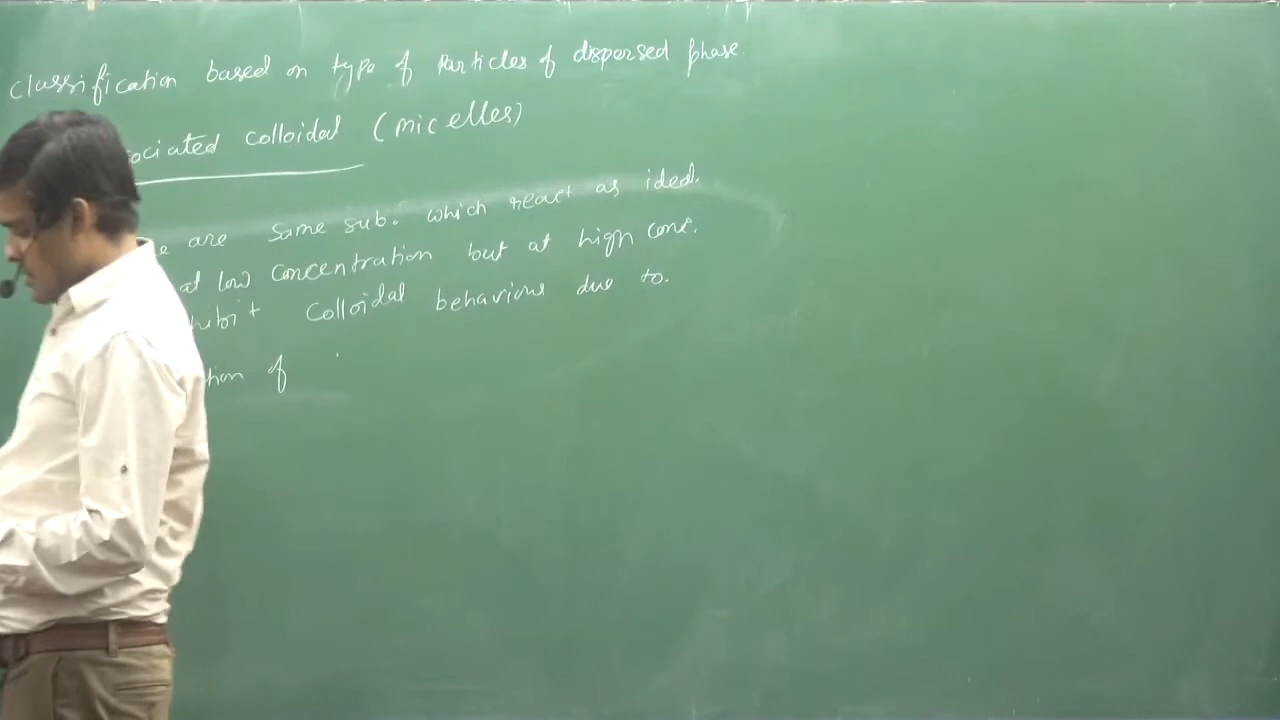 Classification based on type of Particles of dispersed phase.
ociated colloidal (micelles)
e are same sub. which react as ideal.
at low concentration but at high conc.
hibit Colloidal behaviour due to.
tion of